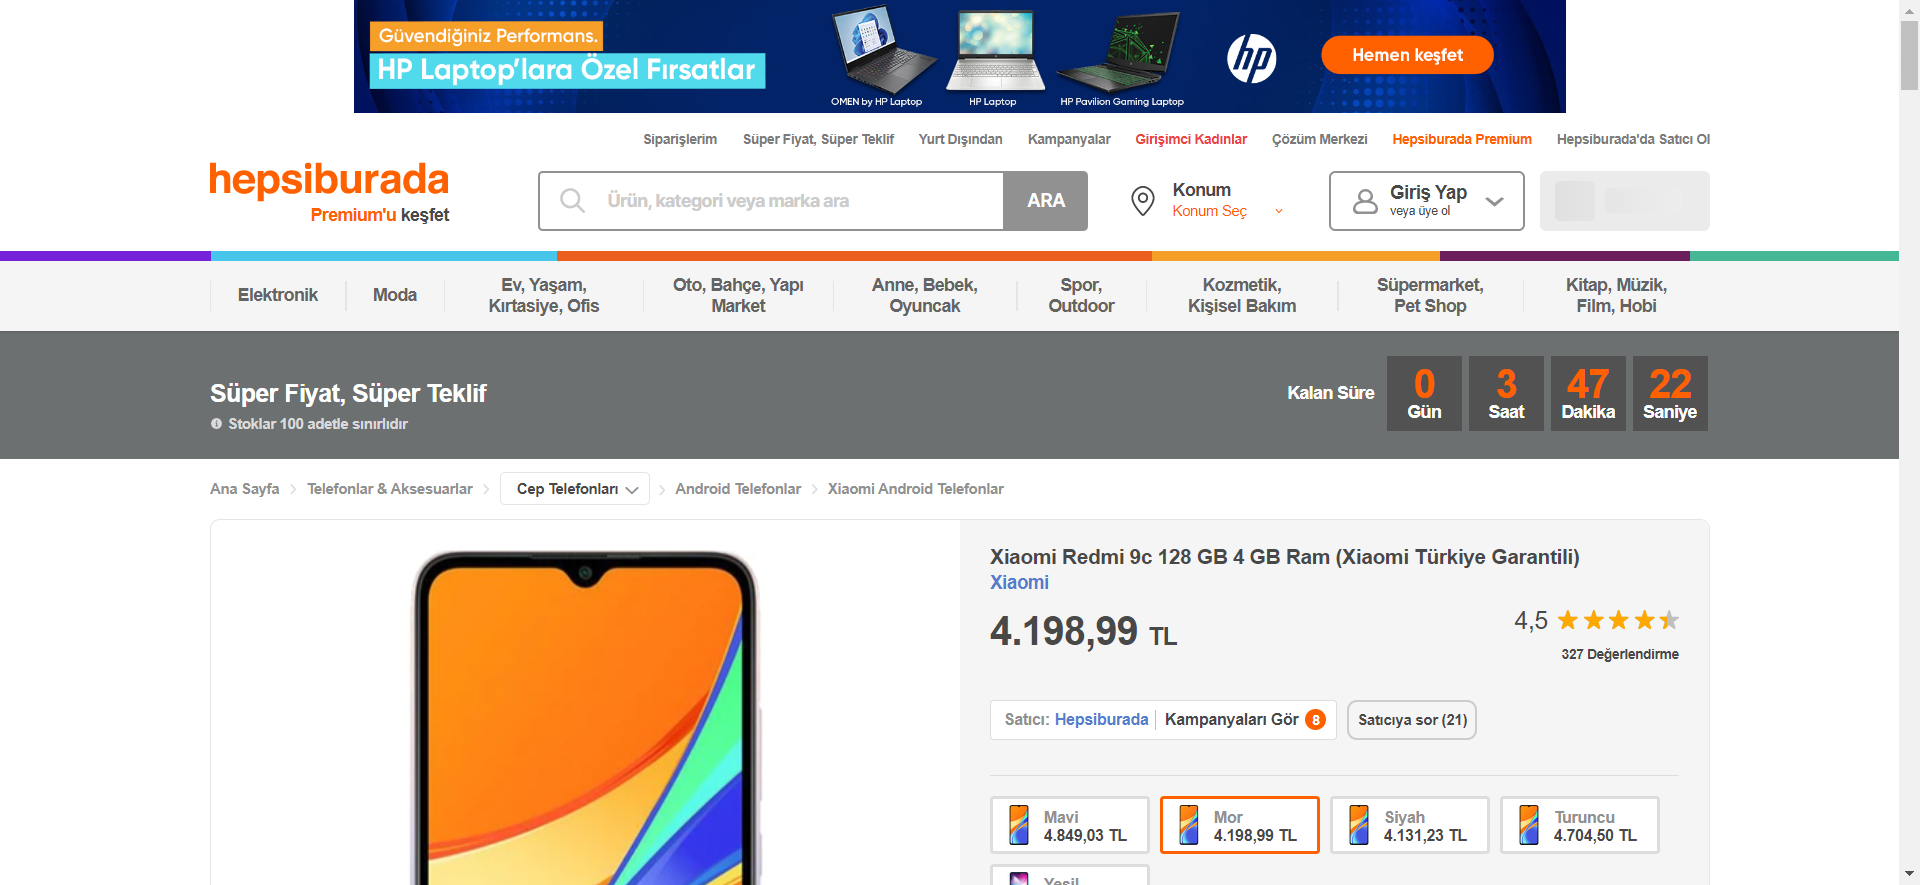 Güvendiğiniz Performans.
HP Laptop'lara Özel Fırsatlar
OMEN by HP Laptop
HP Laptop
HP Pavilion Gaming Laptop
hp
Hemen keşfet
Siparişlerim
Süper Fiyat, Süper Teklif
Yurt Dışından
Kampanyalar
Girişimci Kadınlar
Çözüm Merkezi
Hepsiburada Premium
Hepsiburada'da Satıcı Ol
hepsiburada
Premium'u keşfet
Ürün, kategori veya marka ara
ARA
Konum
Konum Seç
Giriş Yap
veya üye ol
Elektronik
Moda
Ev, Yaşam,
Kırtasiye, Ofis
Oto, Bahçe, Yapı
Market
Anne, Bebek,
Oyuncak
Spor,
Outdoor
Kozmetik,
Kişisel Bakım
Süpermarket,
Pet Shop
Kitap, Müzik,
Film, Hobi
Süper Fiyat, Süper Teklif
Stoklar 100 adetle sınırlıdır
Kalan Süre
0
Gün
3
Saat
47
Dakika
22
Saniye
Ana Sayfa
Telefonlar & Aksesuarlar
Cep Telefonları
Android Telefonlar
Xiaomi Android Telefonlar
Xiaomi Redmi 9c 128 GB 4 GB Ram (Xiaomi Türkiye Garantili)
Xiaomi
4.198,99 TL
4,5
327 Değerlendirme
Satıcı: Hepsiburada
Kampanyaları Gör 8
Satıcıya sor (21)
Mavi
4.849,03 TL
Mor
4.198,99 TL
Siyah
4.131,23 TL
Turuncu
4.704,50 TL
Yeşil